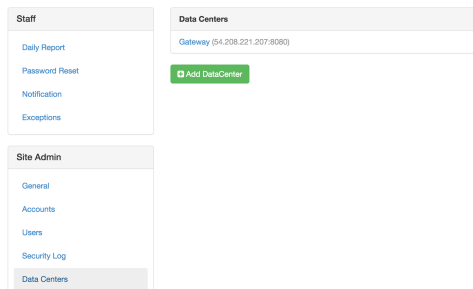 Staff
Daily Report
Password Reset
Notification
Exceptions
Site Admin
General
Accounts
Users
Security Log
Data Centers
Data Centers
Gateway (54.208.221.207:8080)
Add DataCenter